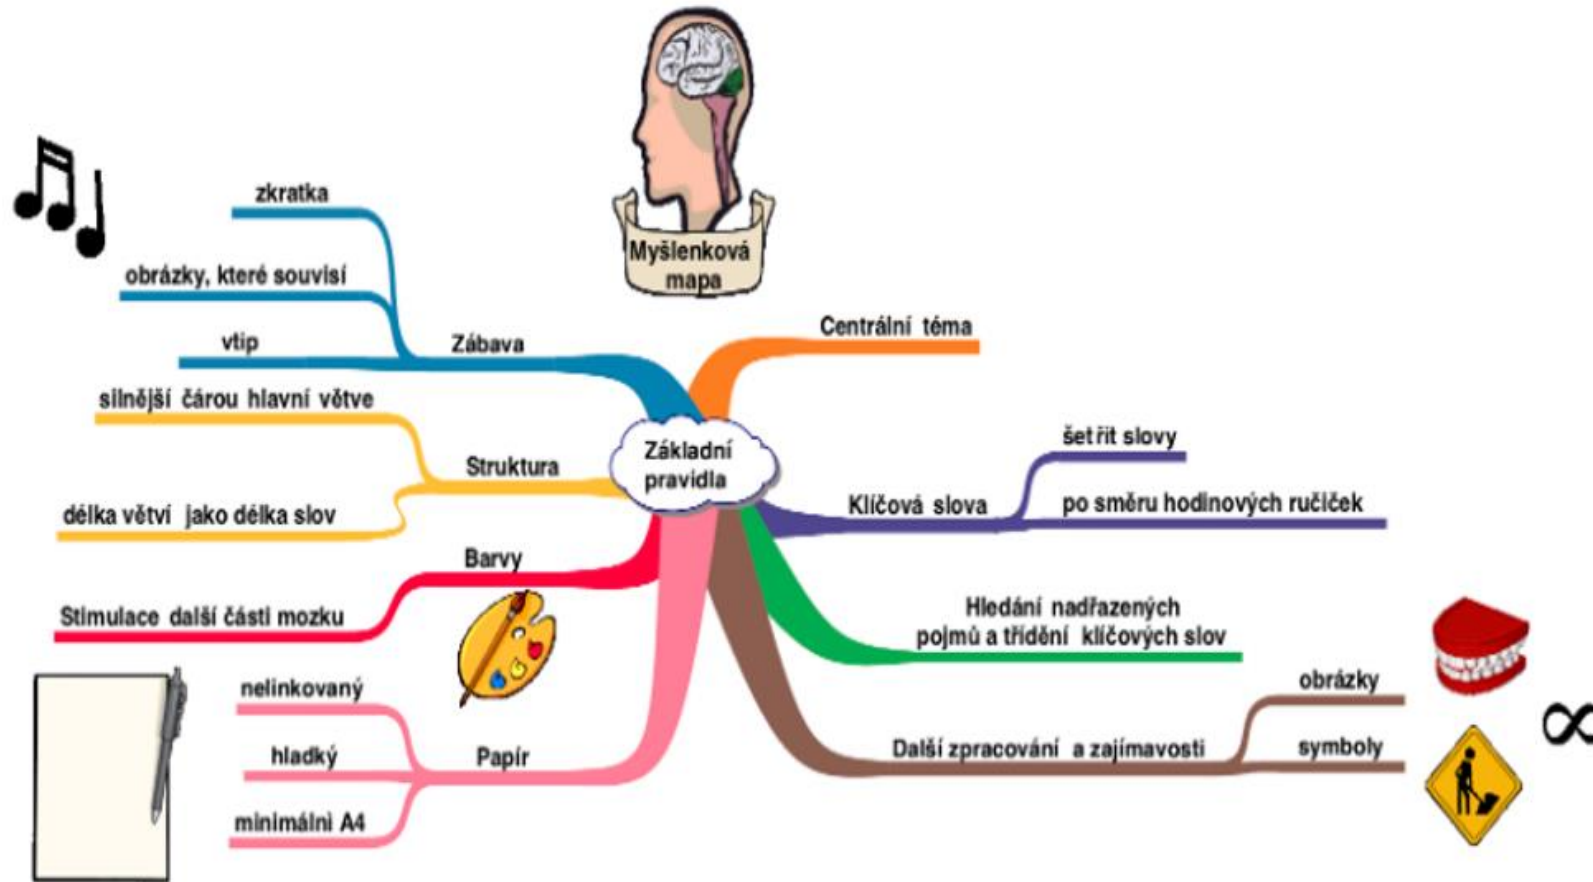 Myšlenková
mapa
Základní
pravidla
Centrální téma
Klíčová slova
šetřit slovy
po směru hodinových ručiček
Hledání nadřazených
pojmů a třídění klíčových slov
Další zpracování a zajímavosti
obrázky
symboly
∞
Papír
nelinkovaný
hladký
minimálni A4
Barvy
Stimulace další části mozku
Struktura
silnější čárou hlavní větve
délka větví jako délka slov
Zábava
zkratka
obrázky, které souvisí
vtip